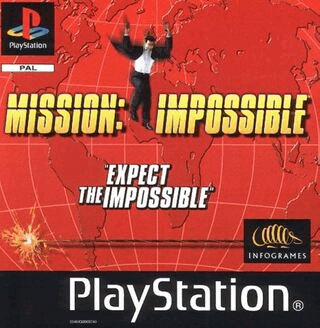 PlayStation
PAL
MISSION: IMPOSSIBLE
"EXPECT
THE IMPOSSIBLE"
INFOGRAMES
PlayStation®